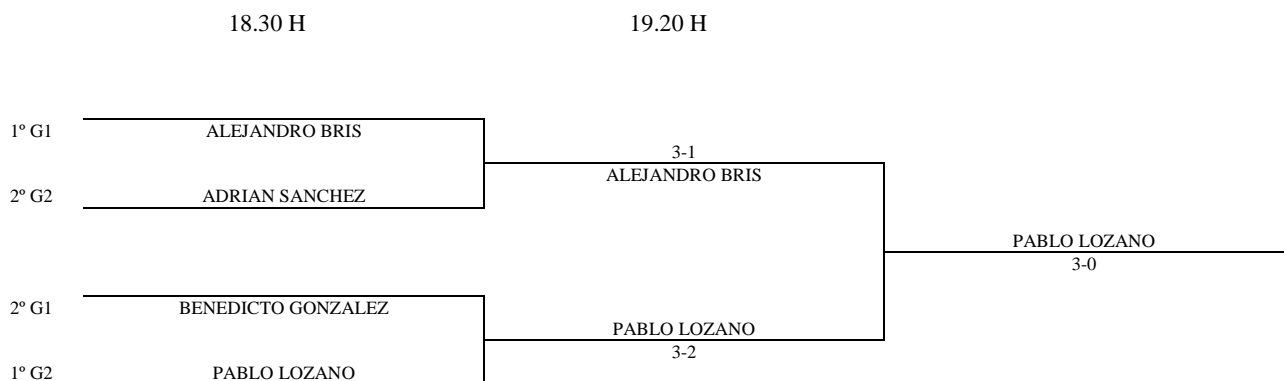 18.30 H 19.20 H
1º G1 ALEJANDRO BRIS
3-1
ALEJANDRO BRIS
2º G2 ADRIAN SANCHEZ
PABLO LOZANO
3-0
2º G1 BENEDICTO GONZALEZ
PABLO LOZANO
3-2
1º G2 PABLO LOZANO